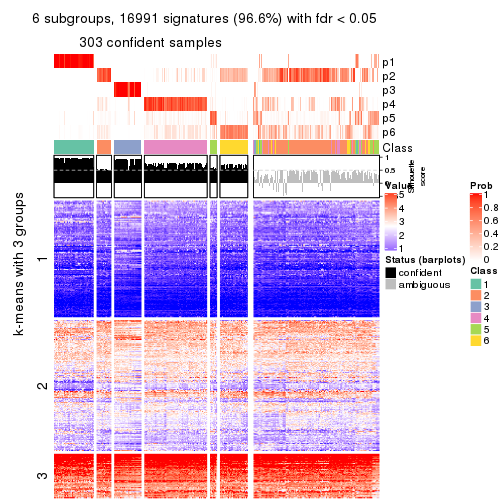 6 subgroups, 16991 signatures (96.6%) with fdr < 0.05
303 confident samples
p1
p2
p3
p4
p5
p6
Class
1
0.5
0
Silhouette
score
k-means with 3 groups
1
2
3
Value
5
4
3
2
1
Status (barplots)
confident
ambiguous
Prob
1
0.8
0.6
0.4
0.2
0
Class
1
2
3
4
5
6